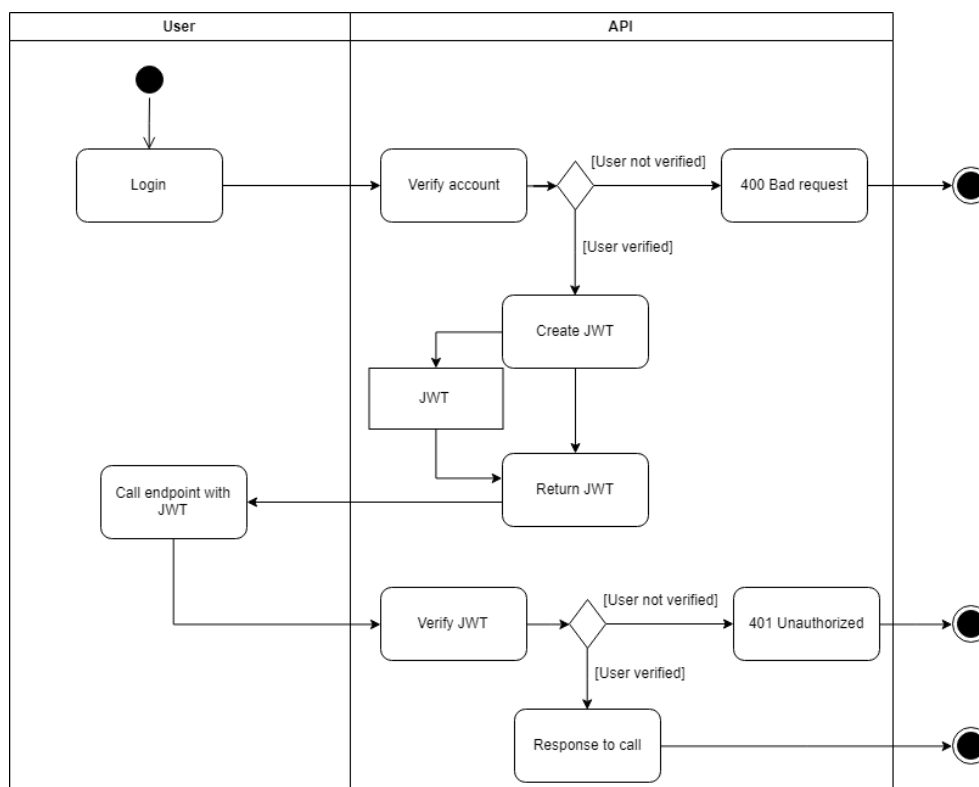 User
API
Login
Verify account
[User not verified]
400 Bad request
[User verified]
Create JWT
JWT
Return JWT
Call endpoint with
JWT
Verify JWT
[User not verified]
401 Unauthorized
[User verified]
Response to call